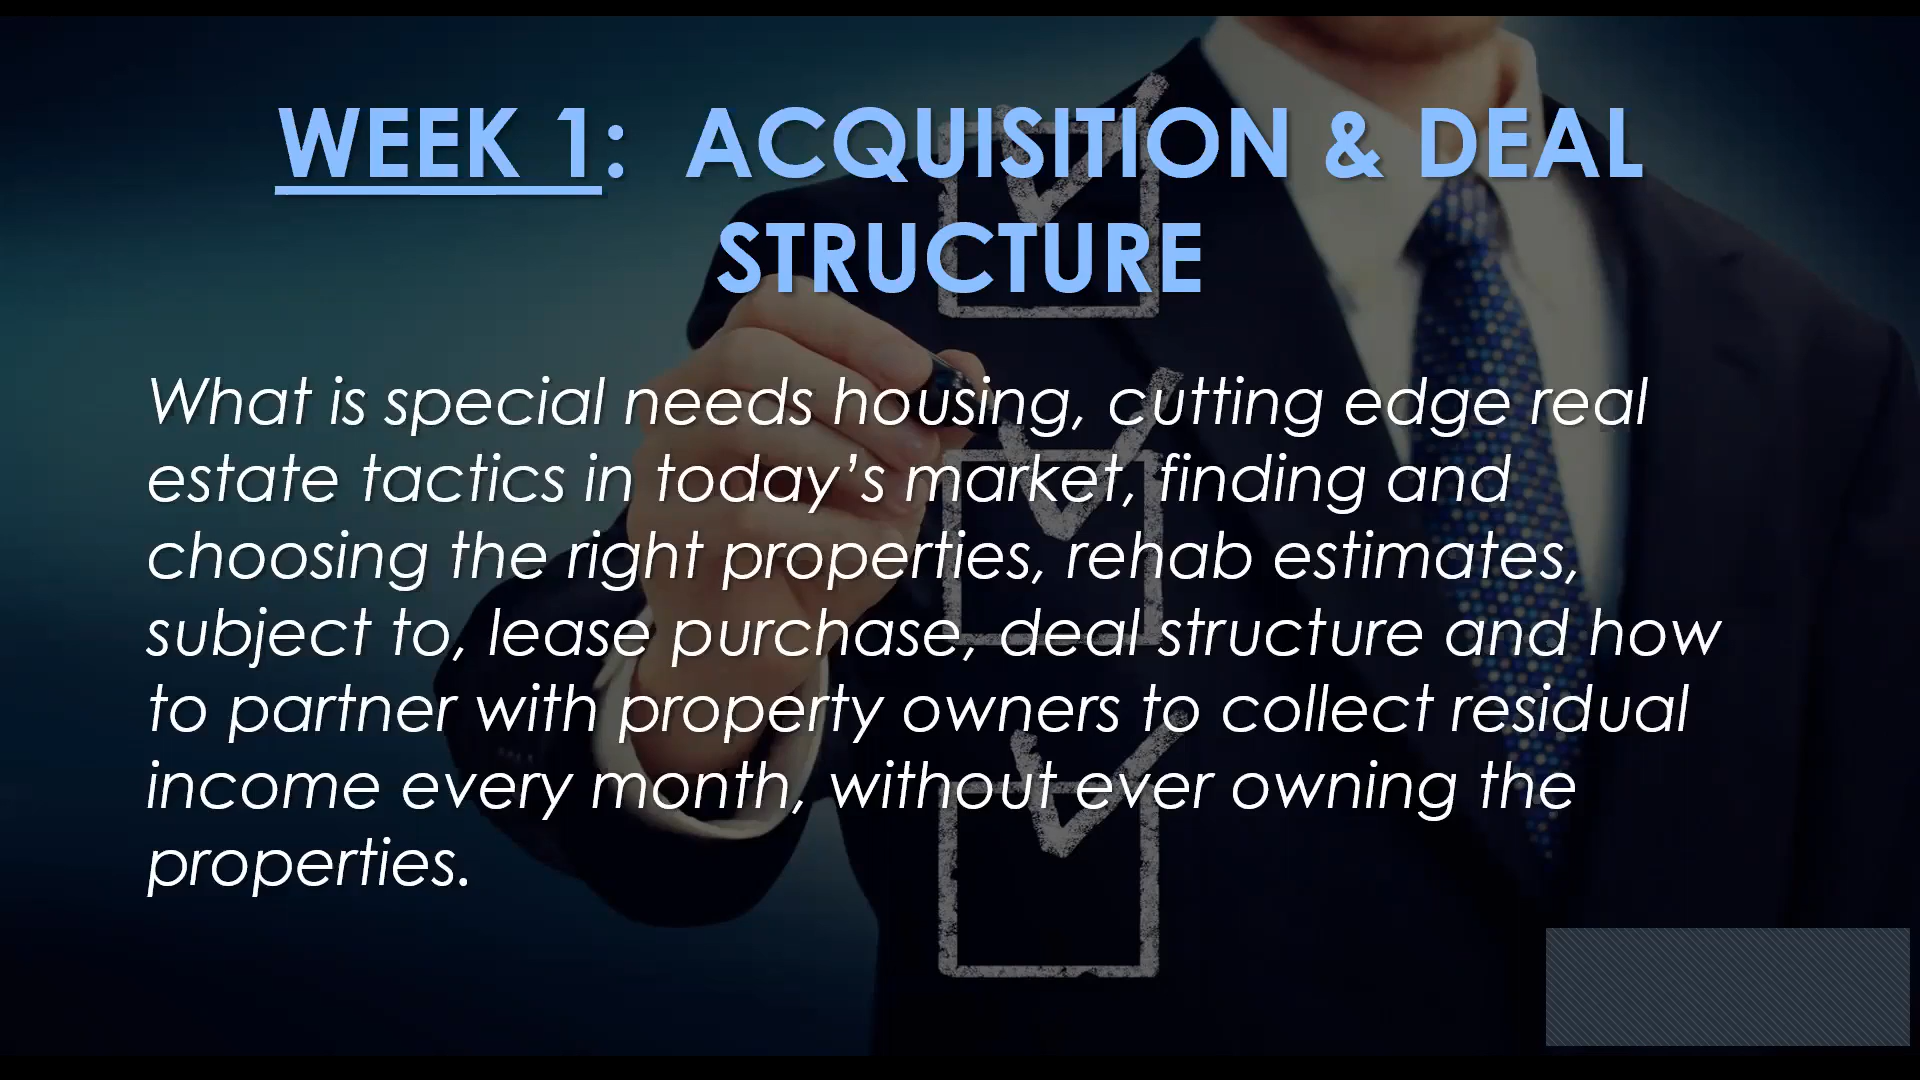 WEEK 1:  ACQUISITION & DEAL
STRUCTURE
What is special needs housing, cutting edge real
estate tactics in today’s market, finding and
choosing the right properties, rehab estimates,
subject to, lease purchase, deal structure and how
to partner with property owners to collect residual
income every month, without ever owning the
properties.